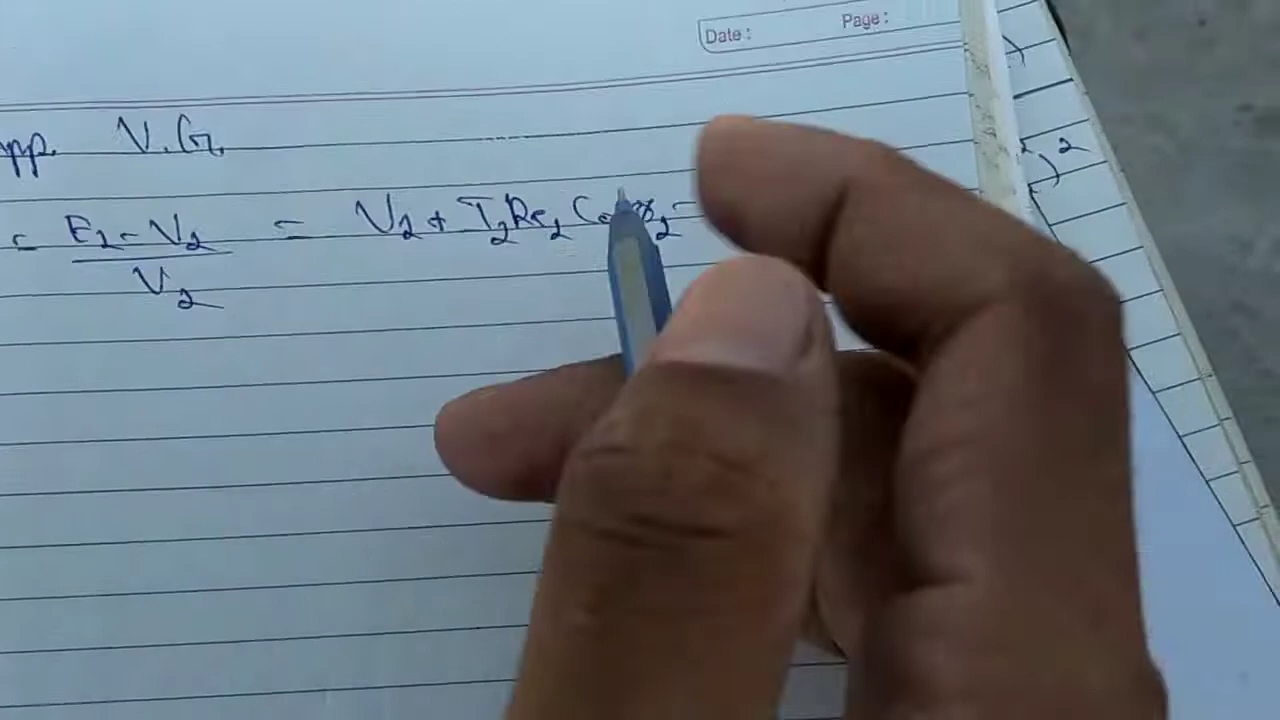 Date : Page :
pp. V.G.
= E2 - V2 / V2 = V2 + I2Re2 Cos